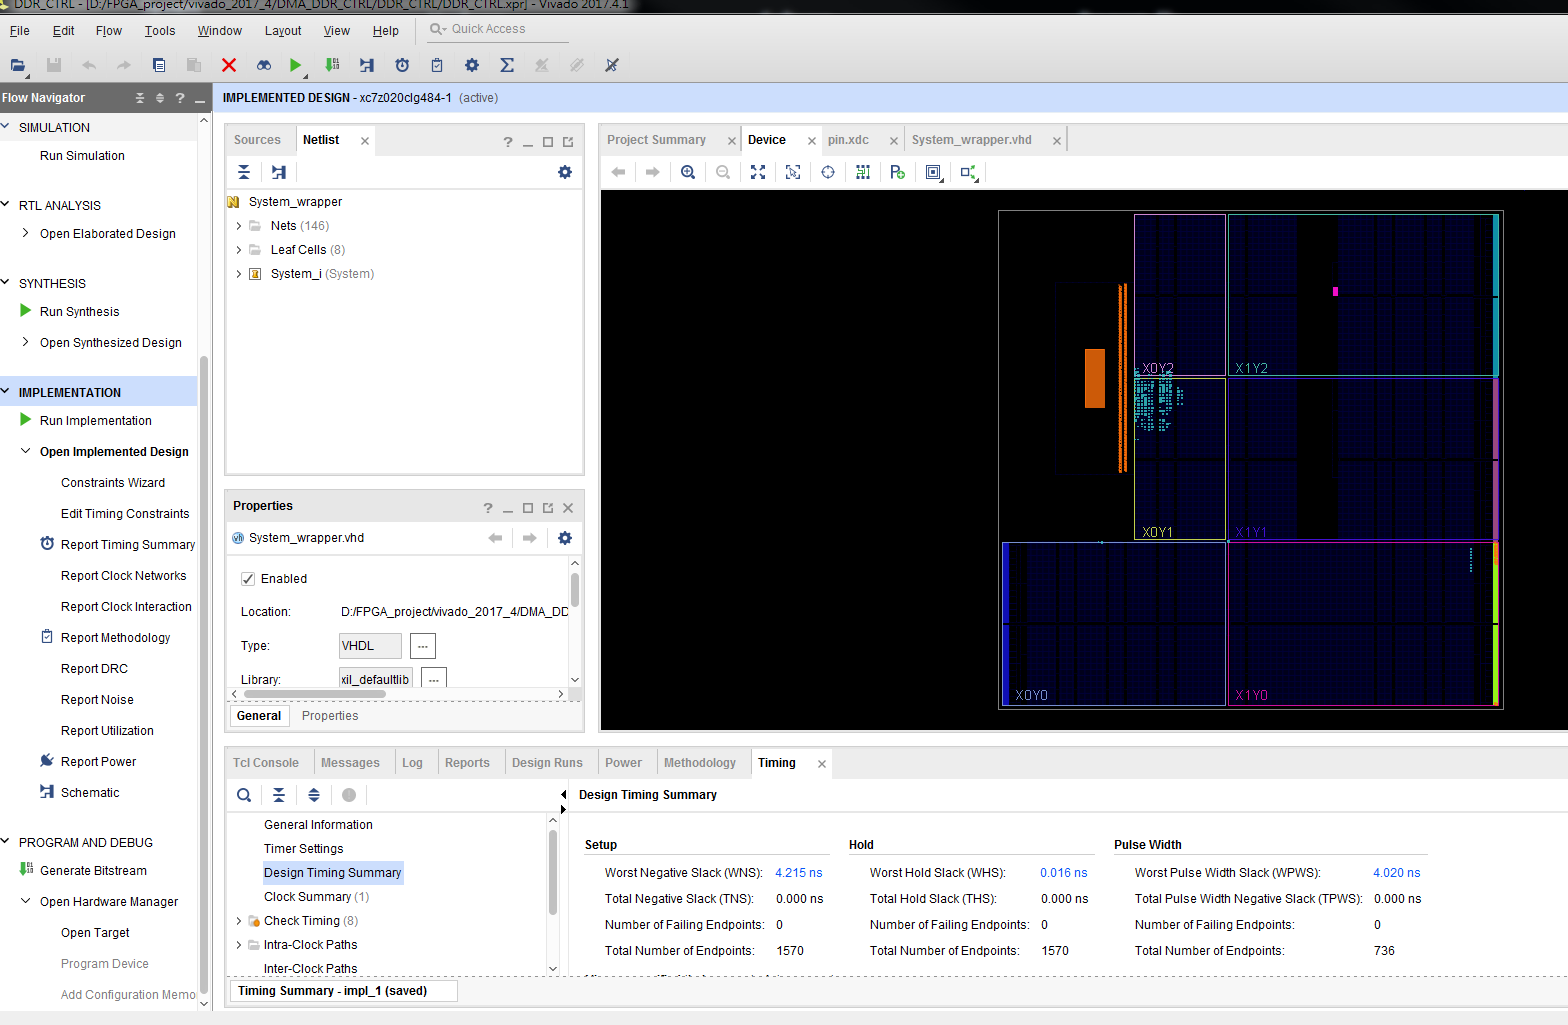 DDR_CTRL - [D:/FPGA_project/vivado_2017_4/DMA_DDR_CTRL/DDR_CTRL/DDR_CTRL.xpr] - Vivado 2017.4.1
File Edit Flow Tools Window Layout View Help Quick Access
Flow Navigator
IMPLEMENTED DESIGN - xc7z020clg484-1 (active)
SIMULATION
Run Simulation
RTL ANALYSIS
Open Elaborated Design
SYNTHESIS
Run Synthesis
Open Synthesized Design
IMPLEMENTATION
Run Implementation
Open Implemented Design
Constraints Wizard
Edit Timing Constraints
Report Timing Summary
Report Clock Networks
Report Clock Interaction
Report Methodology
Report DRC
Report Noise
Report Utilization
Report Power
Schematic
PROGRAM AND DEBUG
Generate Bitstream
Open Hardware Manager
Open Target
Program Device
Add Configuration Memo
Sources Netlist
System_wrapper
Nets (146)
Leaf Cells (8)
System_i (System)
Properties
System_wrapper.vhd
Enabled
Location: D:/FPGA_project/vivado_2017_4/DMA_DD
Type: VHDL ...
Library: xil_defaultlib ...
General Properties
Project Summary Device pin.xdc System_wrapper.vhd
X0Y2 X1Y2
X0Y1 X1Y1
X0Y0 X1Y0
Tcl Console Messages Log Reports Design Runs Power Methodology Timing
General Information
Timer Settings
Design Timing Summary
Clock Summary (1)
Check Timing (8)
Intra-Clock Paths
Inter-Clock Paths
Design Timing Summary
Setup Hold Pulse Width
Worst Negative Slack (WNS): 4.215 ns Worst Hold Slack (WHS): 0.016 ns Worst Pulse Width Slack (WPWS): 4.020 ns
Total Negative Slack (TNS): 0.000 ns Total Hold Slack (THS): 0.000 ns Total Pulse Width Negative Slack (TPWS): 0.000 ns
Number of Failing Endpoints: 0 Number of Failing Endpoints: 0 Number of Failing Endpoints: 0
Total Number of Endpoints: 1570 Total Number of Endpoints: 1570 Total Number of Endpoints: 736
Timing Summary - impl_1 (saved)